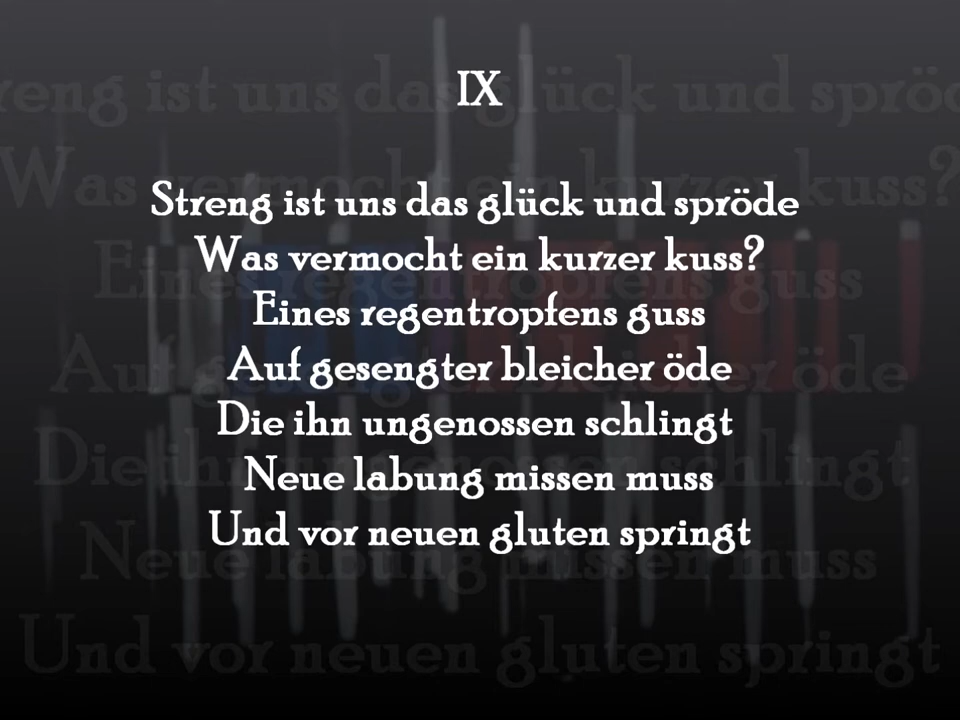 IX
Streng ist uns das glück und spröde
Was vermocht ein kurzer kuss?
Eines regentropfens guss
Auf gesengter bleicher öde
Die ihn ungenossen schlingt
Neue labung missen muss
Und vor neuen gluten springt